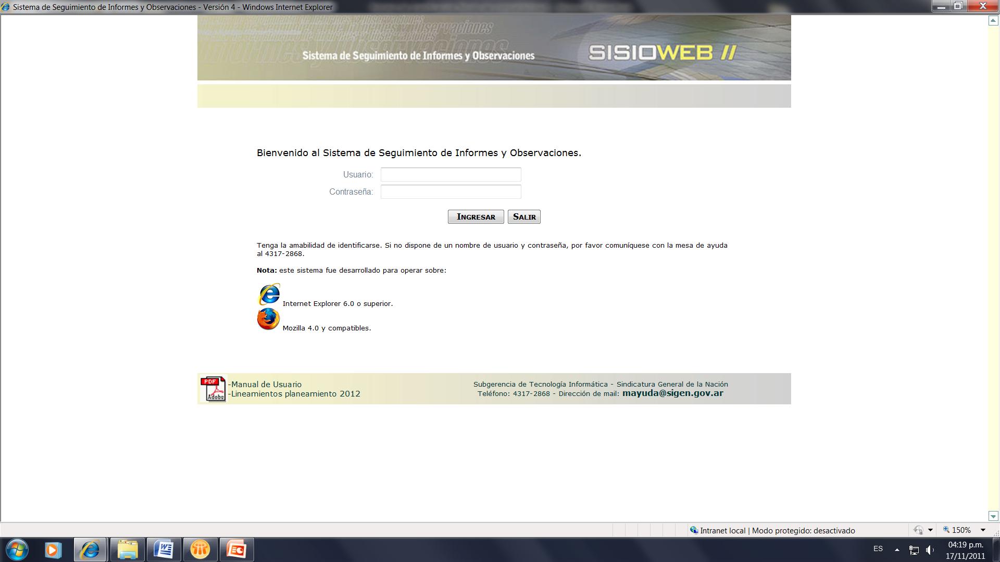 Sistema de Seguimiento de Informes y Observaciones - Versión 4 - Windows Internet Explorer
Sistema de Seguimiento de Informes y Observaciones
SISIOWEB //
Bienvenido al Sistema de Seguimiento de Informes y Observaciones.
Usuario:
Contraseña:
INGRESAR SALIR
Tenga la amabilidad de identificarse. Si no dispone de un nombre de usuario y contraseña, por favor comuníquese con la mesa de ayuda
al 4317-2868.
Nota: este sistema fue desarrollado para operar sobre:
Internet Explorer 6.0 o superior.
Mozilla 4.0 y compatibles.
PDF
Adobe
-Manual de Usuario
-Lineamientos planeamiento 2012
Subgerencia de Tecnología Informática - Sindicatura General de la Nación
Teléfono: 4317-2868 - Dirección de mail: mayuda@sigen.gov.ar
Intranet local | Modo protegido: desactivado
150%
ES
04:19 p.m.
17/11/2011